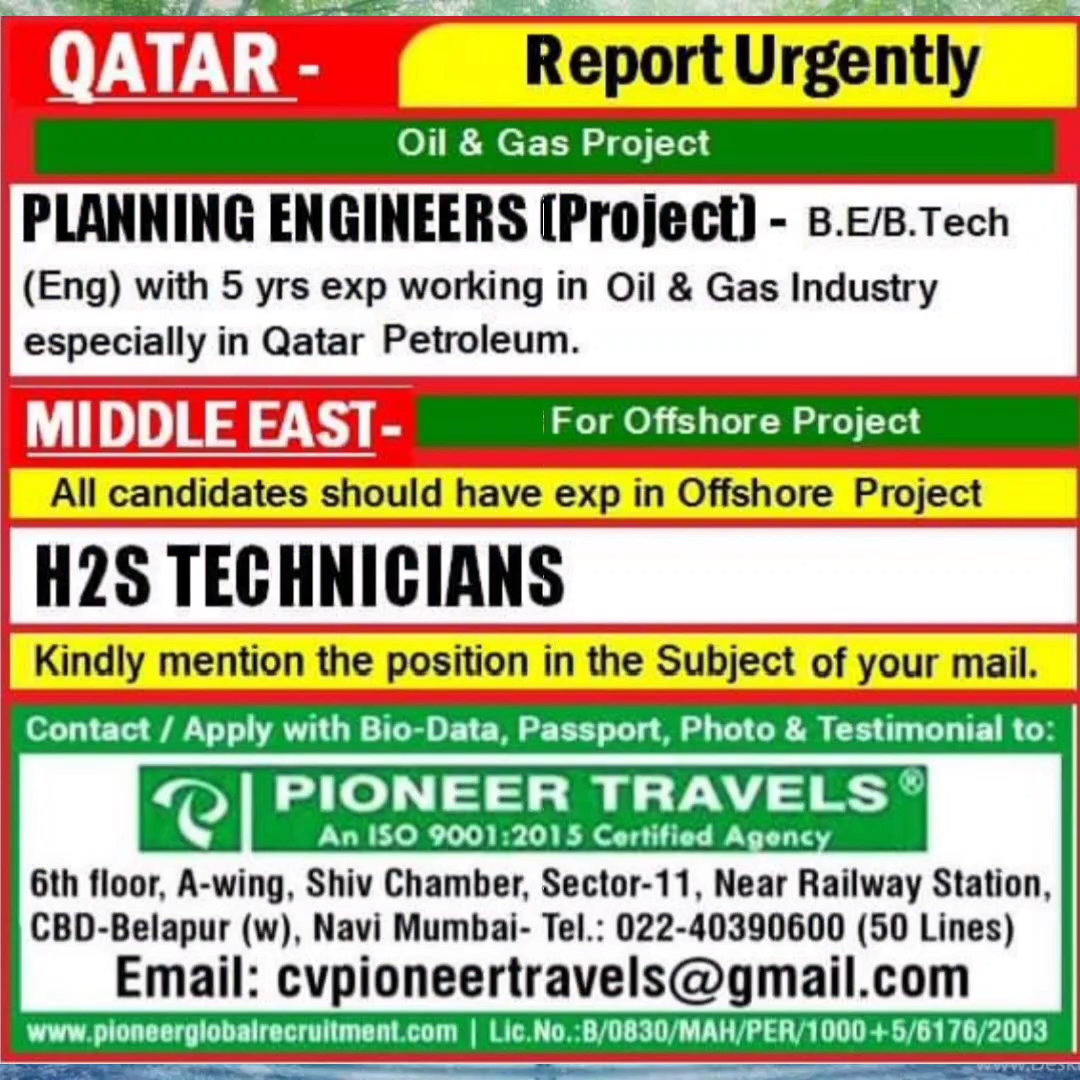 QATAR - Report Urgently
Oil & Gas Project
PLANNING ENGINEERS (Project) - B.E/B.Tech
(Eng) with 5 yrs exp working in Oil & Gas Industry
especially in Qatar Petroleum.
MIDDLE EAST- For Offshore Project
All candidates should have exp in Offshore Project
H2S TECHNICIANS
Kindly mention the position in the Subject of your mail.
Contact / Apply with Bio-Data, Passport, Photo & Testimonial to:
PIONEER TRAVELS®
An ISO 9001:2015 Certified Agency
6th floor, A-wing, Shiv Chamber, Sector-11, Near Railway Station,
CBD-Belapur (w), Navi Mumbai- Tel.: 022-40390600 (50 Lines)
Email: cvpioneertravels@gmail.com
www.pioneerglobalrecruitment.com | Lic.No.:B/0830/MAH/PER/1000+5/6176/2003